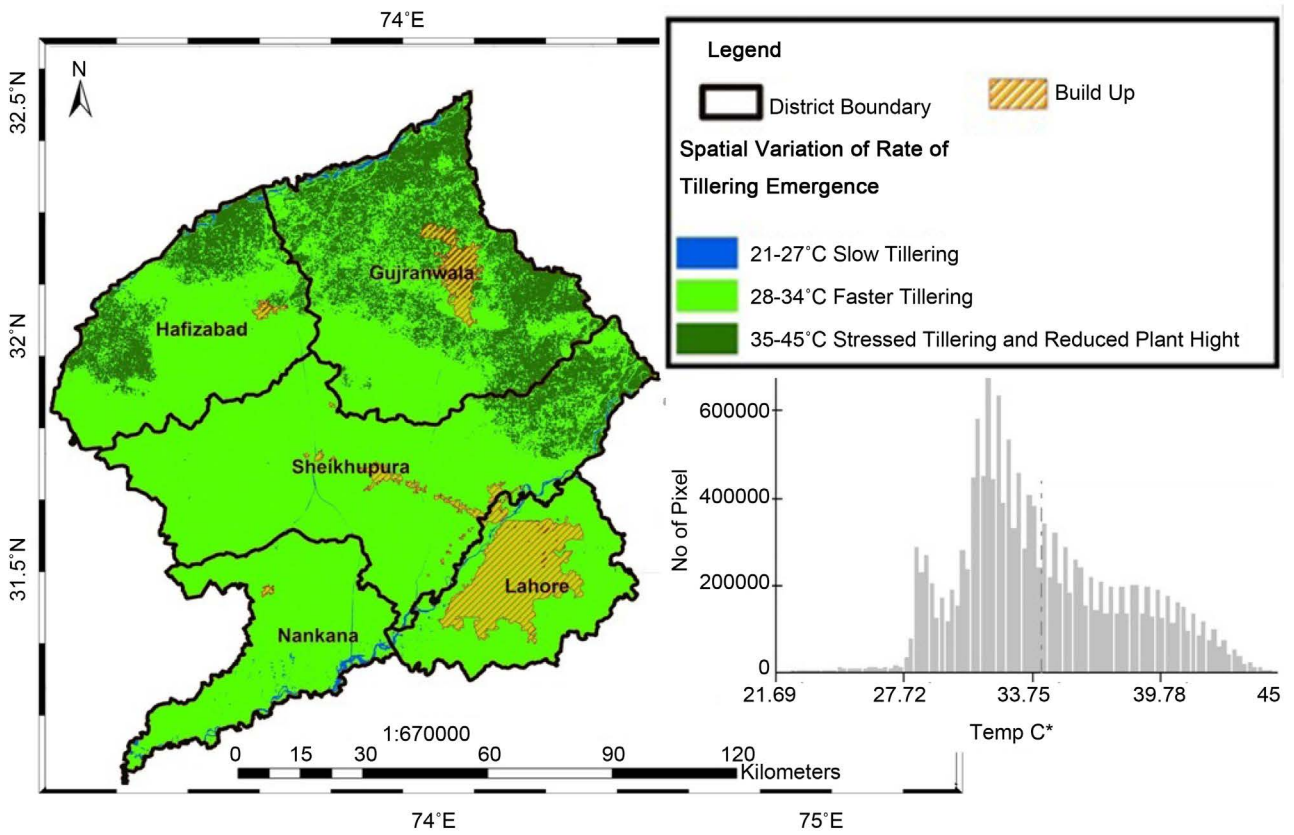 74˚E
N
32.5˚N
32˚N
31.5˚N
Gujranwala
Hafizabad
Sheikhupura
Lahore
Nankana
1:670000
0 15 30 60 90 120
Kilometers
74˚E 75˚E
Legend
District Boundary
Build Up
Spatial Variation of Rate of
Tillering Emergence
21-27˚C Slow Tillering
28-34˚C Faster Tillering
35-45˚C Stressed Tillering and Reduced Plant Hight
No of Pixel
600000
400000
200000
0
21.69 27.72 33.75 39.78 45
Temp C*